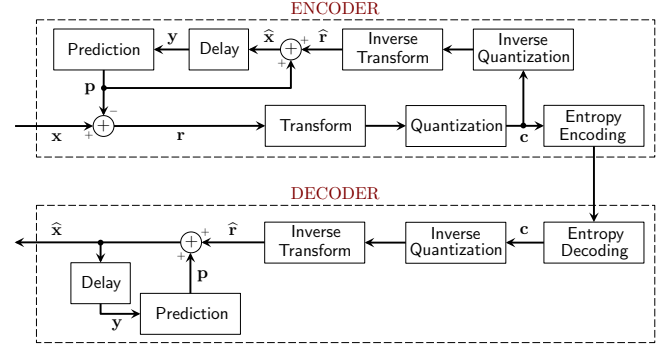 ENCODER
Prediction
y
Delay
x̂
r̂
Inverse
Transform
Inverse
Quantization
+
+
p
−
x
+
+
r
Transform
Quantization
c
Entropy
Encoding
DECODER
x̂
+
+
+
r̂
Inverse
Transform
Inverse
Quantization
c
Entropy
Decoding
Delay
p
y
Prediction